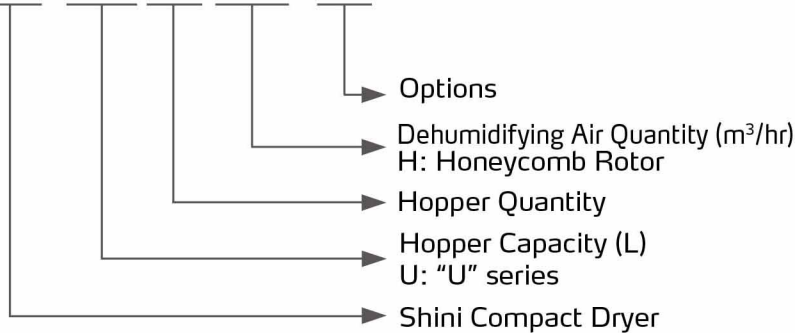 Options
Dehumidifying Air Quantity (m³/hr)
H: Honeycomb Rotor
Hopper Quantity
Hopper Capacity (L)
U: “U” series
Shini Compact Dryer